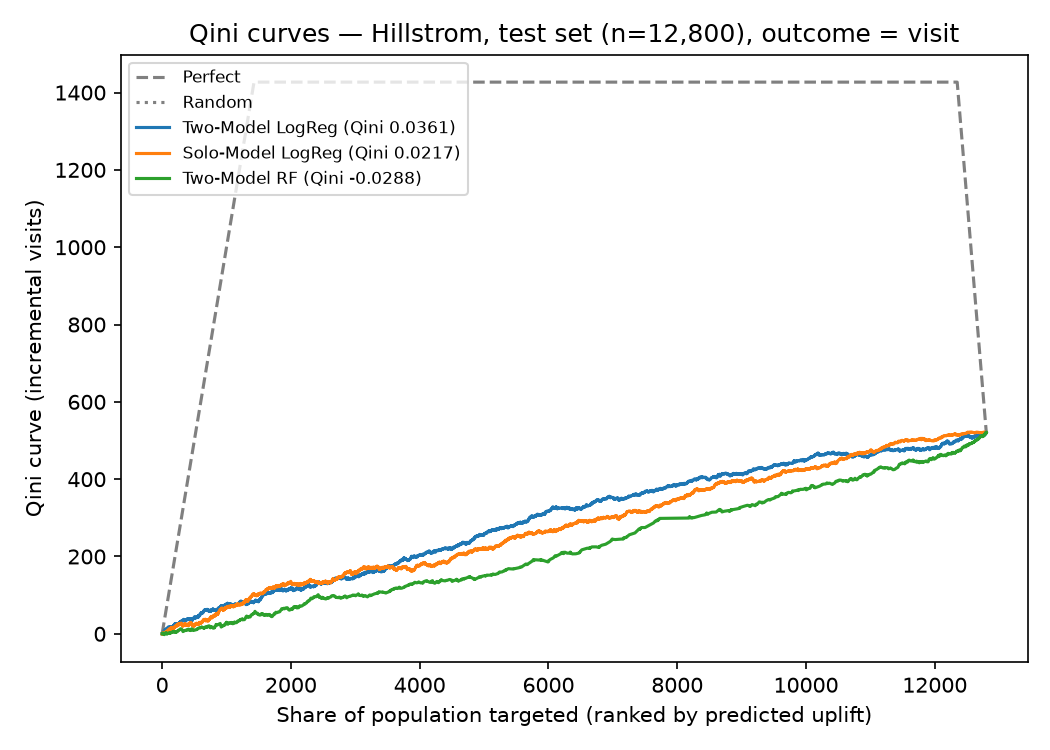 Qini curves — Hillstrom, test set (n=12,800), outcome = visit
Perfect
Random
Two-Model LogReg (Qini 0.0361)
Solo-Model LogReg (Qini 0.0217)
Two-Model RF (Qini -0.0288)
Qini curve (incremental visits)
1400
1200
1000
800
600
400
200
0
0 2000 4000 6000 8000 10000 12000
Share of population targeted (ranked by predicted uplift)